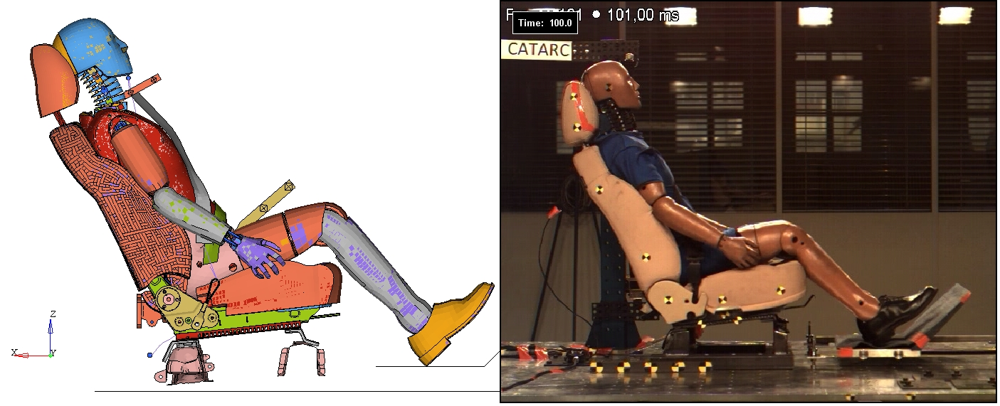 101,00 ms
Time: 100.0
CATARC
Z
X
Y